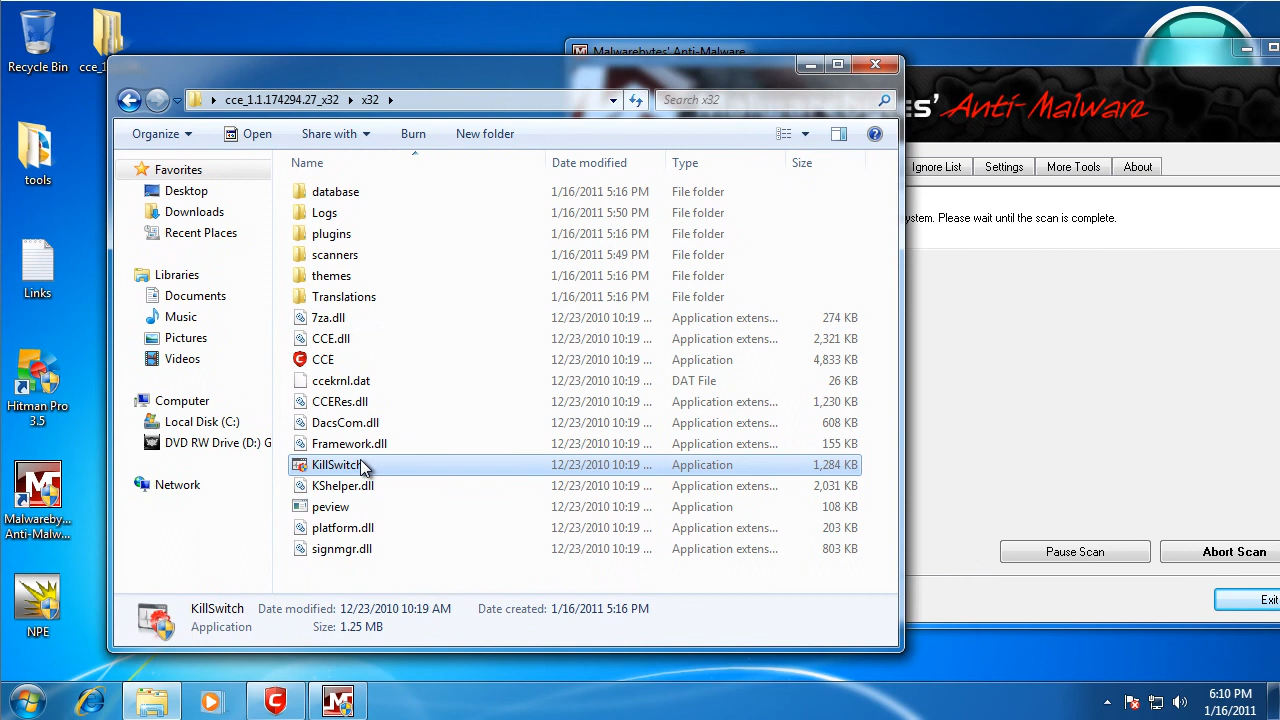 Recycle Bin
cce_1
tools
Links
Hitman Pro
3.5
Malwareby...
Anti-Malw...
NPE
Malwarebytes' Anti-Malware
es' Anti-Malware
Ignore List Settings More Tools About
ystem. Please wait until the scan is complete.
Pause Scan Abort Scan
Exit
cce_1.1.174294.27_x32 x32 Search x32
Organize Open Share with Burn New folder
Favorites
Desktop
Downloads
Recent Places
Libraries
Documents
Music
Pictures
Videos
Computer
Local Disk (C:)
DVD RW Drive (D:) G
Network
Name Date modified Type Size
database 1/16/2011 5:16 PM File folder
Logs 1/16/2011 5:50 PM File folder
plugins 1/16/2011 5:16 PM File folder
scanners 1/16/2011 5:49 PM File folder
themes 1/16/2011 5:16 PM File folder
Translations 1/16/2011 5:16 PM File folder
7za.dll 12/23/2010 10:19 ... Application extens... 274 KB
CCE.dll 12/23/2010 10:19 ... Application extens... 2,321 KB
CCE 12/23/2010 10:19 ... Application 4,833 KB
ccekrnl.dat 12/23/2010 10:19 ... DAT File 26 KB
CCERes.dll 12/23/2010 10:19 ... Application extens... 1,230 KB
DacsCom.dll 12/23/2010 10:19 ... Application extens... 608 KB
Framework.dll 12/23/2010 10:19 ... Application extens... 155 KB
KillSwitch 12/23/2010 10:19 ... Application 1,284 KB
KShelper.dll 12/23/2010 10:19 ... Application extens... 2,031 KB
peview 12/23/2010 10:19 ... Application 108 KB
platform.dll 12/23/2010 10:19 ... Application extens... 203 KB
signmgr.dll 12/23/2010 10:19 ... Application extens... 803 KB
KillSwitch Date modified: 12/23/2010 10:19 AM Date created: 1/16/2011 5:16 PM
Application Size: 1.25 MB
6:10 PM
1/16/2011